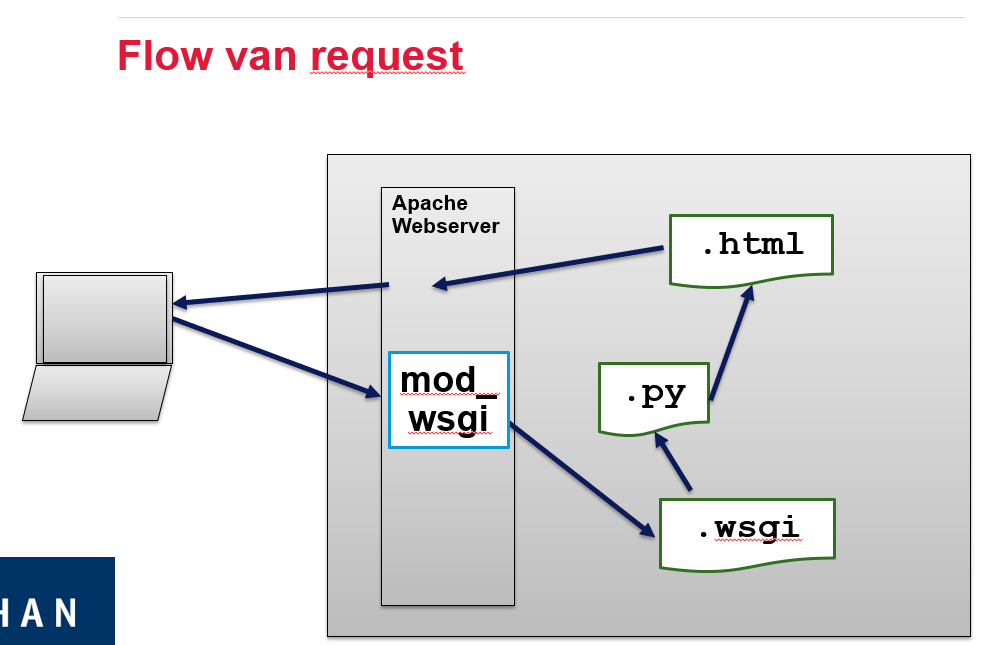 Flow van request
Apache
Webserver
.html
mod_
wsgi
.py
.wsgi
HAN